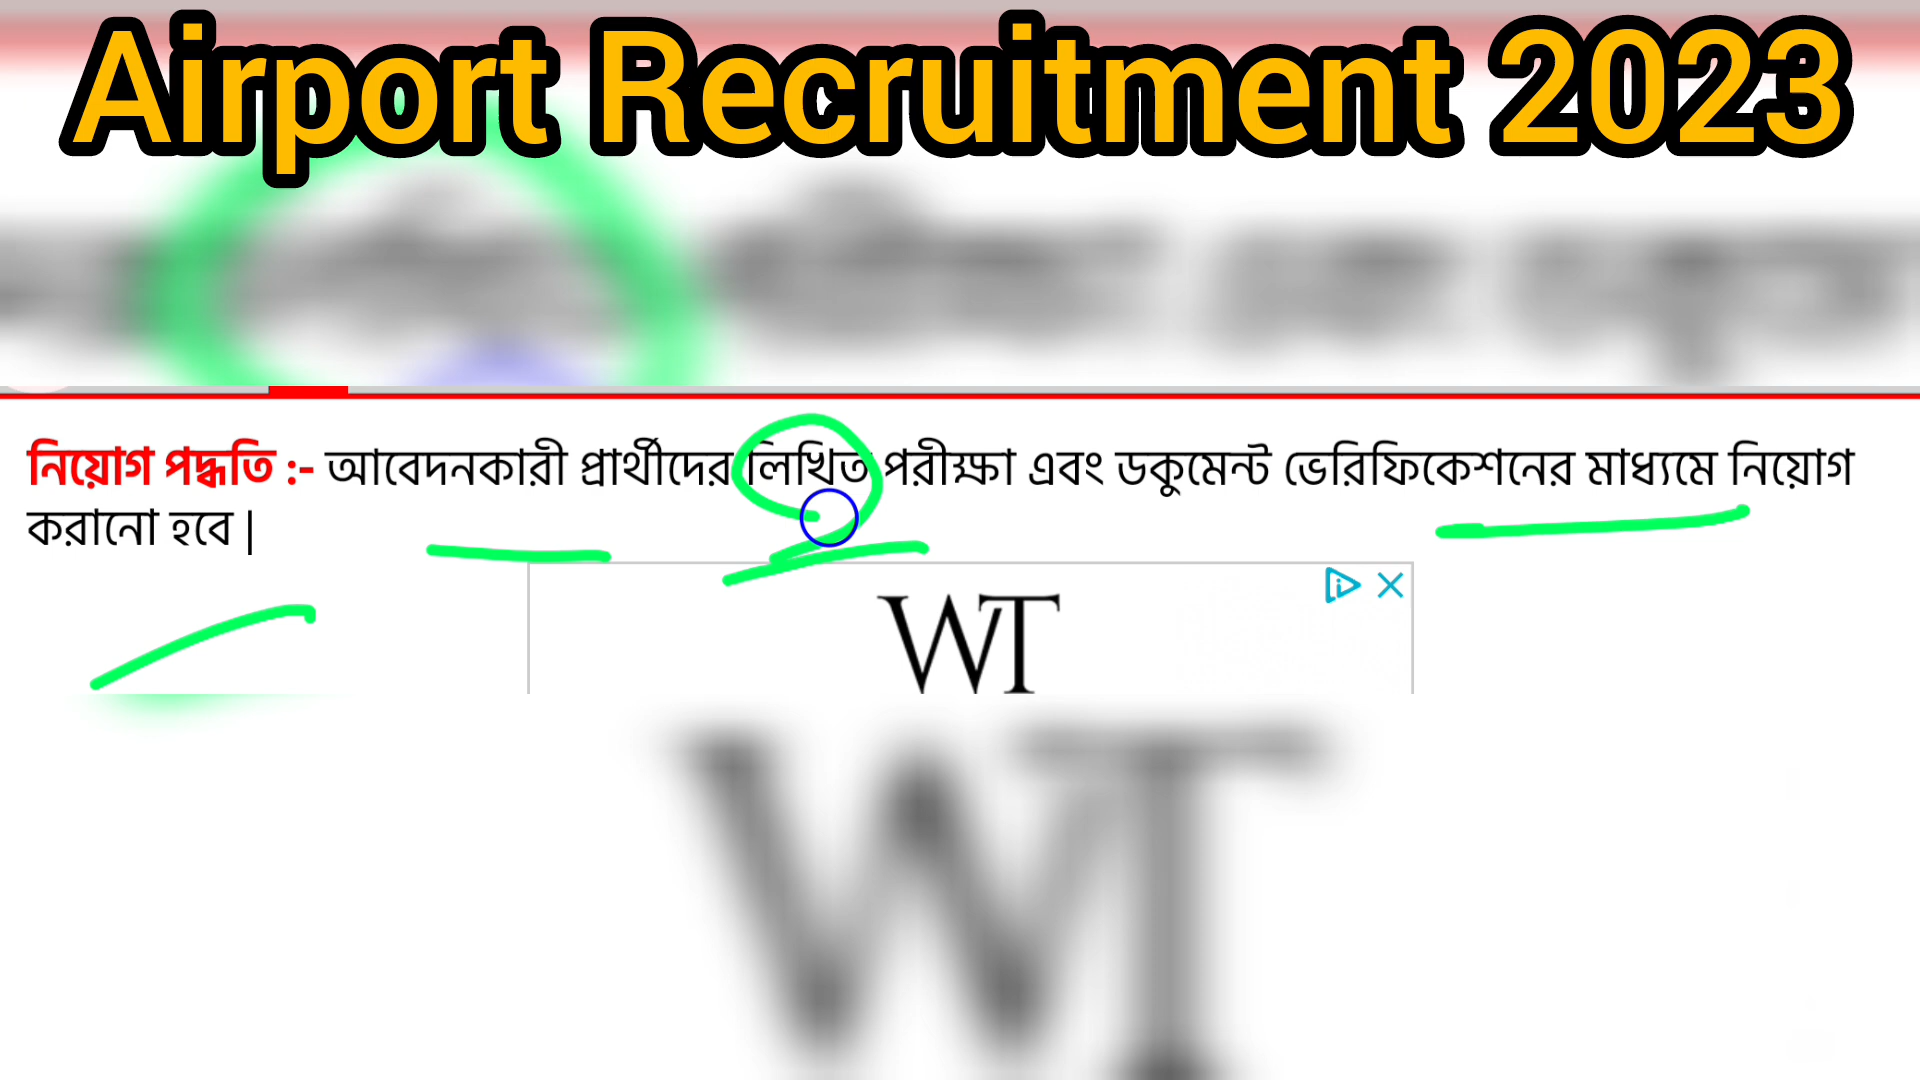 Airport Recruitment 2023
নিয়োগ পদ্ধতি :- আবেদনকারী প্রার্থীদের লিখিত পরীক্ষা এবং ডকুমেন্ট ভেরিফিকেশনের মাধ্যমে নিয়োগ
করানো হবে |
WT